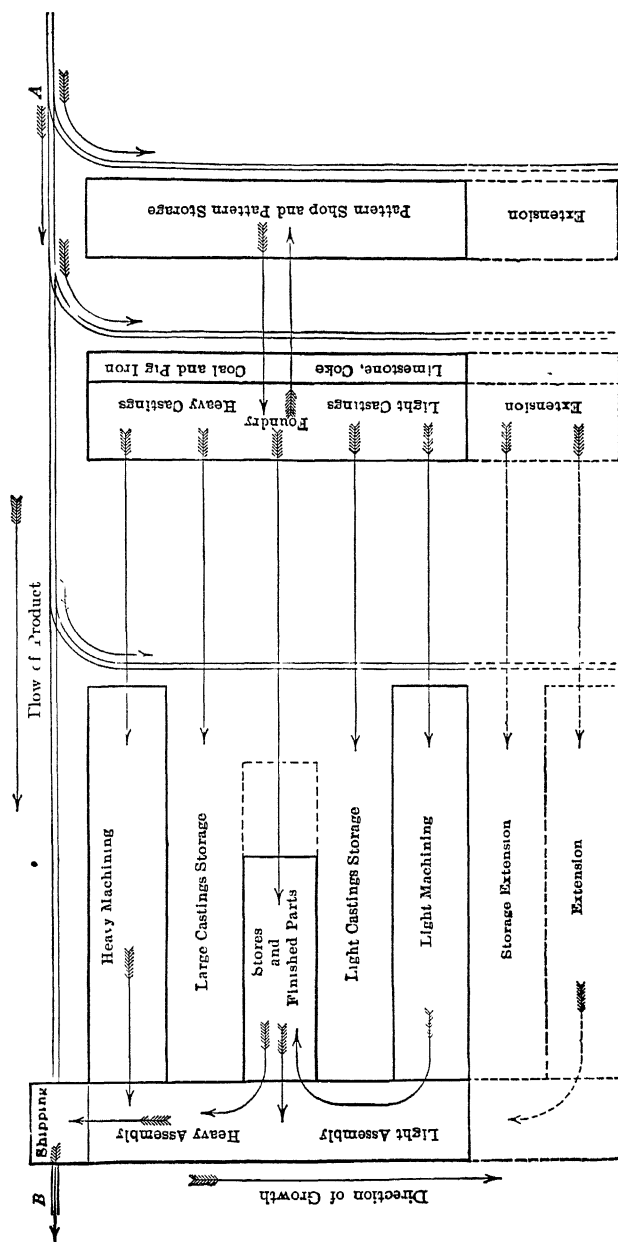 A
Pattern Shop and Pattern Storage
Extension
Coal and Pig Iron
Limestone, Coke
Heavy Castings
Foundry
Light Castings
Extension
Flow of Product
Heavy Machining
Large Castings Storage
Stores
and
Finished Parts
Light Castings Storage
Light Machining
Storage Extension
Extension
Shipping
Heavy Assembly
Light Assembly
B
Direction of Growth